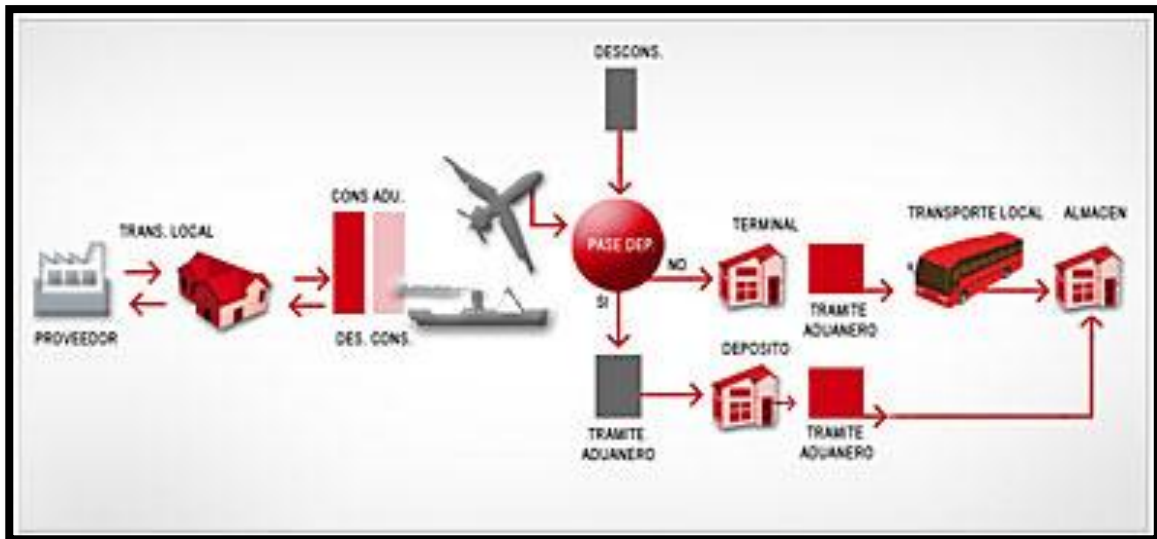 DESCONS.
CONS ADU.
TRANS. LOCAL
PROVEEDOR
DES. CONS.
PASE DEP.
NO
SI
TERMINAL
TRANSPORTE LOCAL
ALMACEN
TRAMITE
ADUANERO
DEPOSITO
TRAMITE
ADUANERO
TRAMITE
ADUANERO